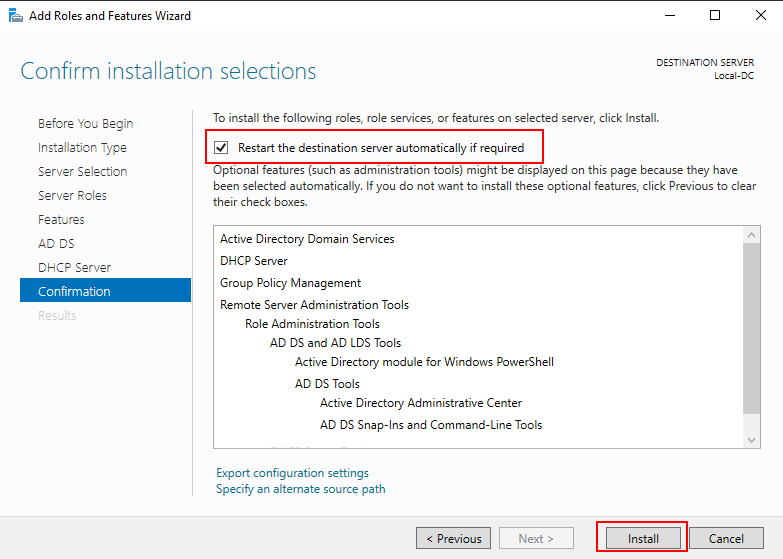 Add Roles and Features Wizard
Confirm installation selections
DESTINATION SERVER
Local-DC
Before You Begin
Installation Type
Server Selection
Server Roles
Features
AD DS
DHCP Server
Confirmation
Results
To install the following roles, role services, or features on selected server, click Install.
Restart the destination server automatically if required
Optional features (such as administration tools) might be displayed on this page because they have
been selected automatically. If you do not want to install these optional features, click Previous to clear
their check boxes.
Active Directory Domain Services
DHCP Server
Group Policy Management
Remote Server Administration Tools
Role Administration Tools
AD DS and AD LDS Tools
Active Directory module for Windows PowerShell
AD DS Tools
Active Directory Administrative Center
AD DS Snap-Ins and Command-Line Tools
Export configuration settings
Specify an alternate source path
< Previous
Next >
Install
Cancel